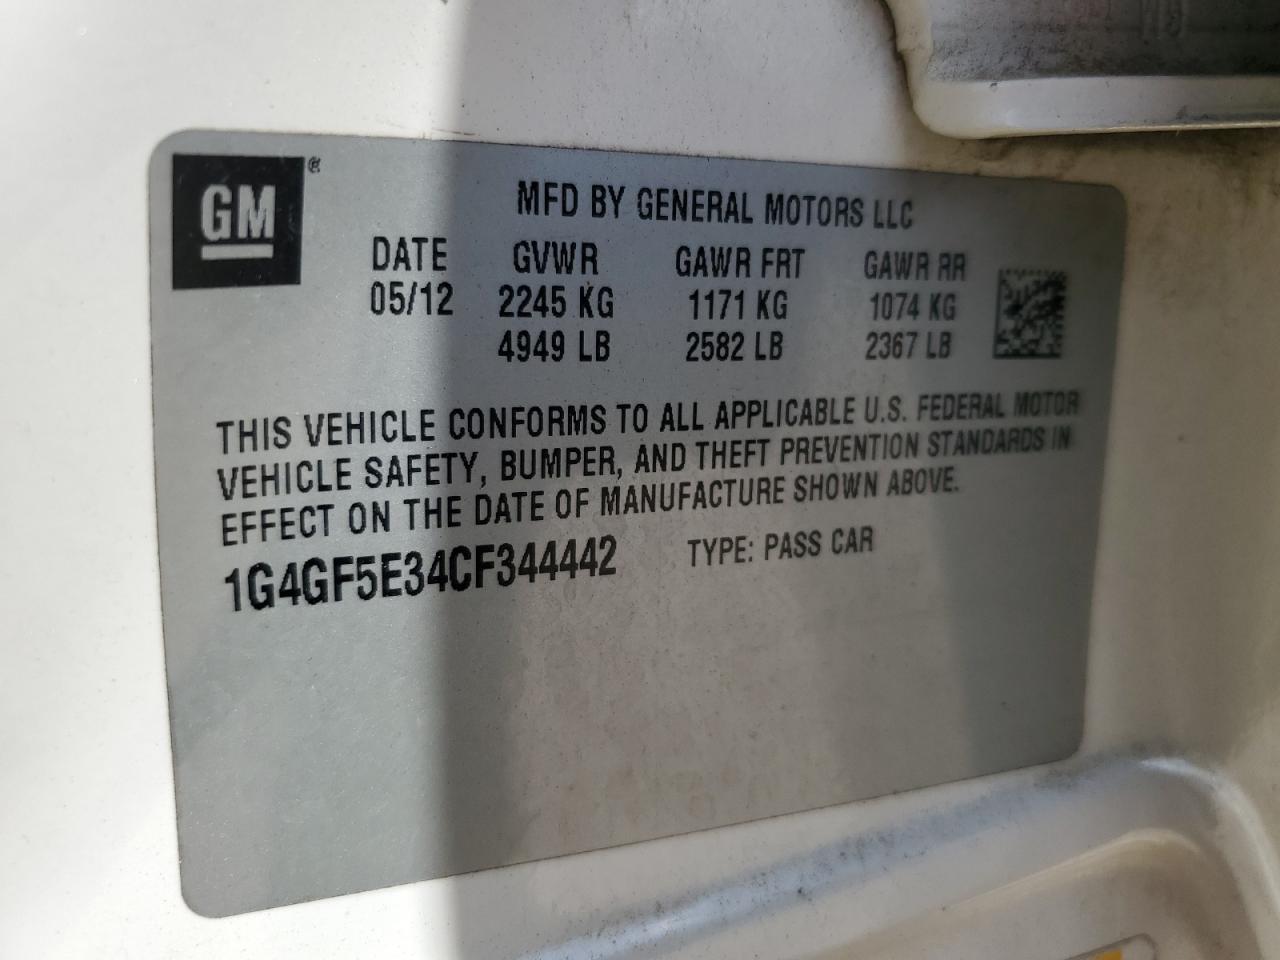 GM®
MFD BY GENERAL MOTORS LLC
DATE GVWR GAWR FRT GAWR RR
05/12 2245 KG 1171 KG 1074 KG
4949 LB 2582 LB 2367 LB
THIS VEHICLE CONFORMS TO ALL APPLICABLE U.S. FEDERAL MOTOR
VEHICLE SAFETY, BUMPER, AND THEFT PREVENTION STANDARDS IN
EFFECT ON THE DATE OF MANUFACTURE SHOWN ABOVE.
1G4GF5E34CF344442 TYPE: PASS CAR